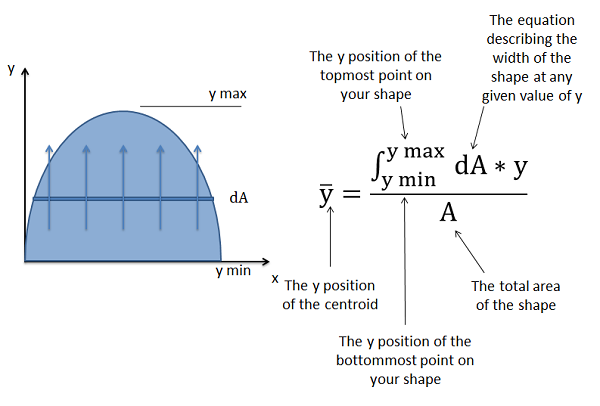 y
y max
dA
y min
x
The y position of the
topmost point on
your shape
The equation
describing the
width of the
shape at any
given value of y
y̅ = ∫ y max y min dA ∗ y
A
The y position
of the centroid
The total area
of the shape
The y position of the
bottommost point on
your shape